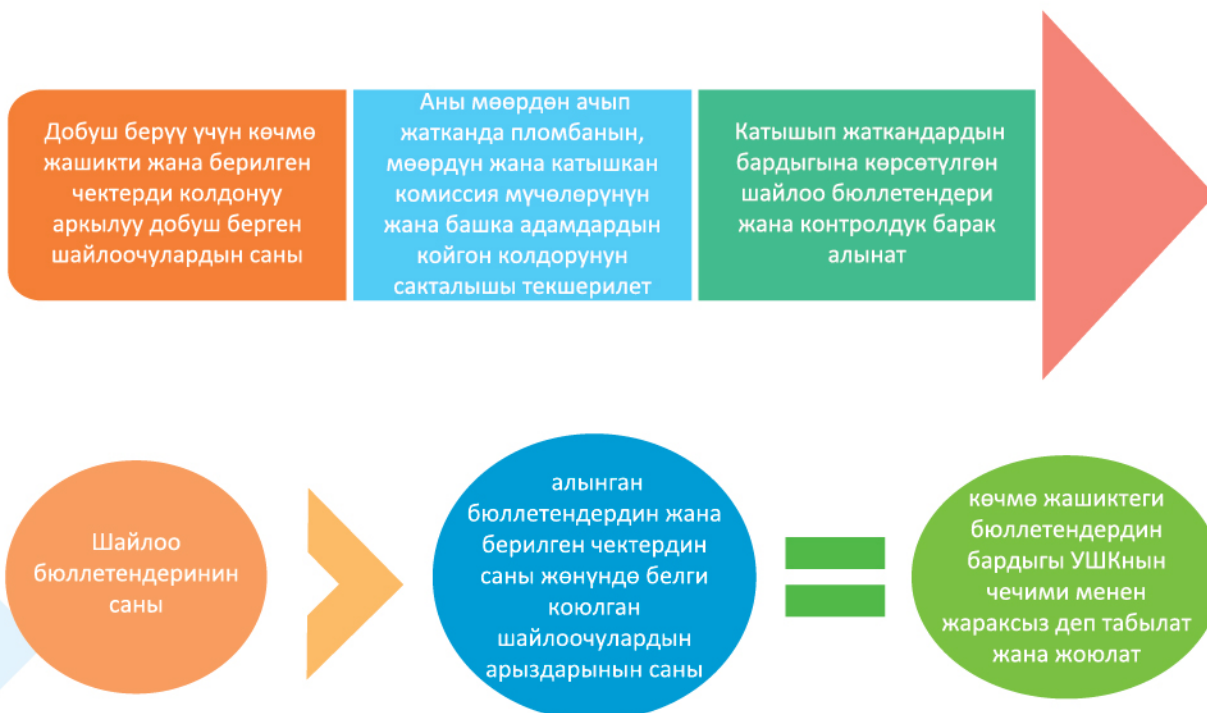 Добуш берүү үчүн көчмө
жашикти жана берилген
чектерди колдонуу
аркылуу добуш берген
шайлоочулардын саны
Аны мөөрдөн ачып
жатканда пломбанын,
мөөрдүн жана катышкан
комиссия мүчөлөрүнүн
жана башка адамдардын
койгон колдорунун
сакталышы текшерилет
Катышып жаткандардын
бардыгына көрсөтүлгөн
шайлоо бюллетендери
жана контролдук барак
алынат
Шайлоо
бюллетендеринин
саны
алынган
бюллетендердин жана
берилген чектердин
саны жөнүндө белги
коюлган
шайлоочулардын
арыздарынын саны
көчмө жашиктеги
бюллетендердин
бардыгы УШКнын
чечими менен
жараксыз деп табылат
жана жоюлат